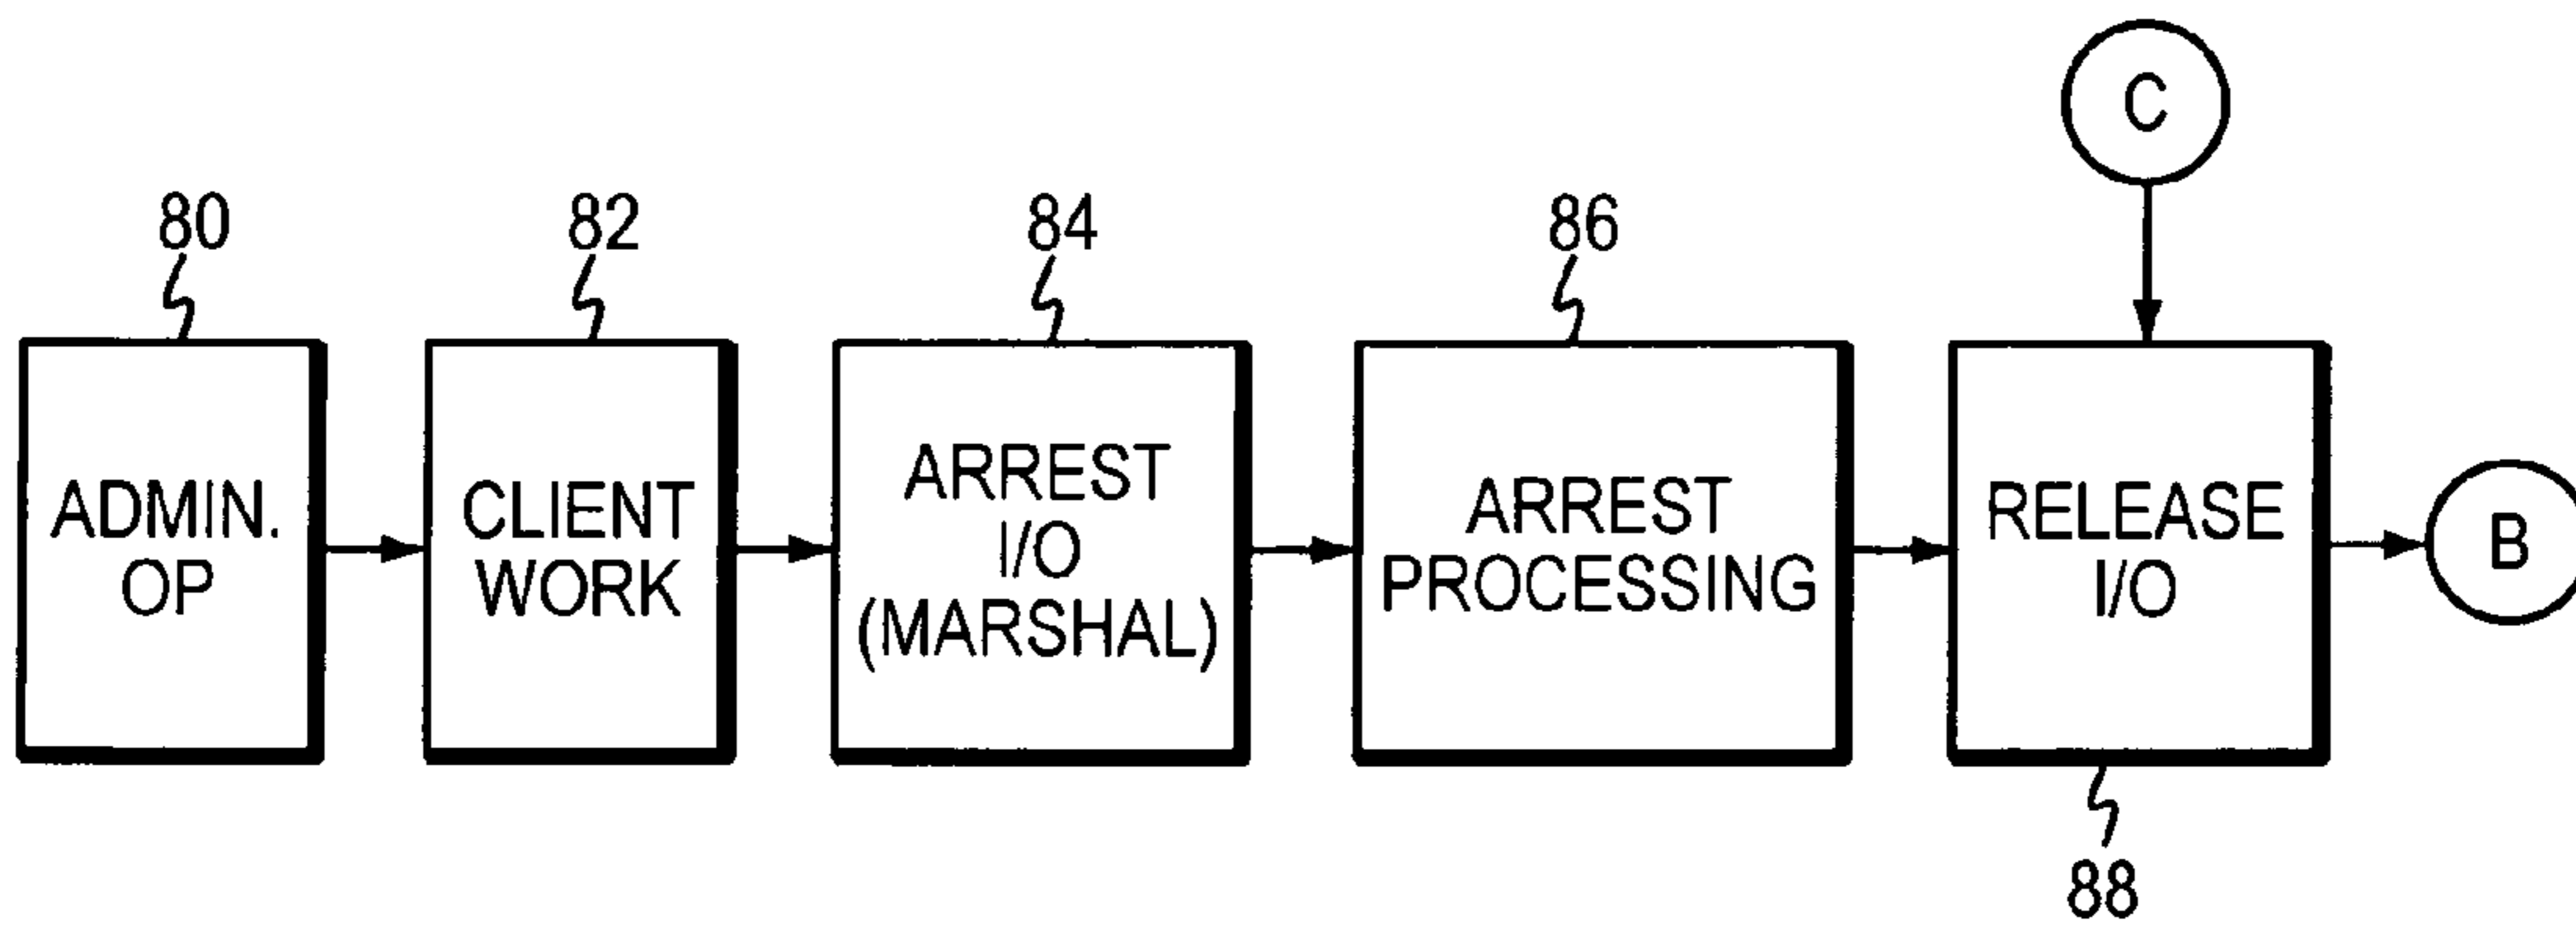 C
80
82
84
86
ADMIN.
OP
CLIENT
WORK
ARREST
I/O
(MARSHAL)
ARREST
PROCESSING
RELEASE
I/O
B
88